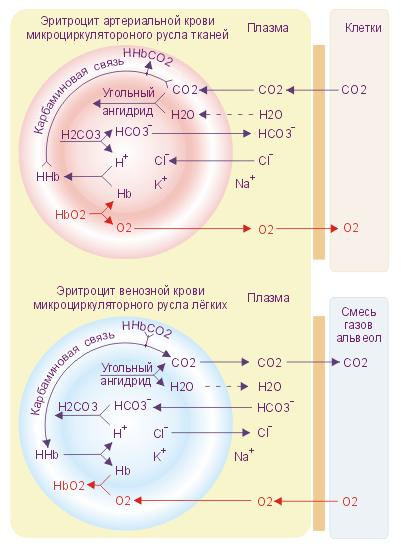 Эритроцит артериальной крови
микроциркуляторного русла тканей
Плазма
Клетки
HHbCO2
Карбаминовая связь
Угольный
ангидрид
CO2
CO2
CO2
H2O
H2O
H2CO3
HCO3⁻
HCO3⁻
H⁺
Cl⁻
Cl⁻
HHb
K⁺
Na⁺
Hb
HbO2
O2
O2
O2
Эритроцит венозной крови
микроциркуляторного русла лёгких
Плазма
Смесь
газов
альвеол
HHbCO2
Карбаминовая связь
Угольный
ангидрид
CO2
CO2
CO2
H2O
H2O
H2CO3
HCO3⁻
HCO3⁻
H⁺
Cl⁻
Cl⁻
HHb
K⁺
Na⁺
Hb
HbO2
O2
O2
O2